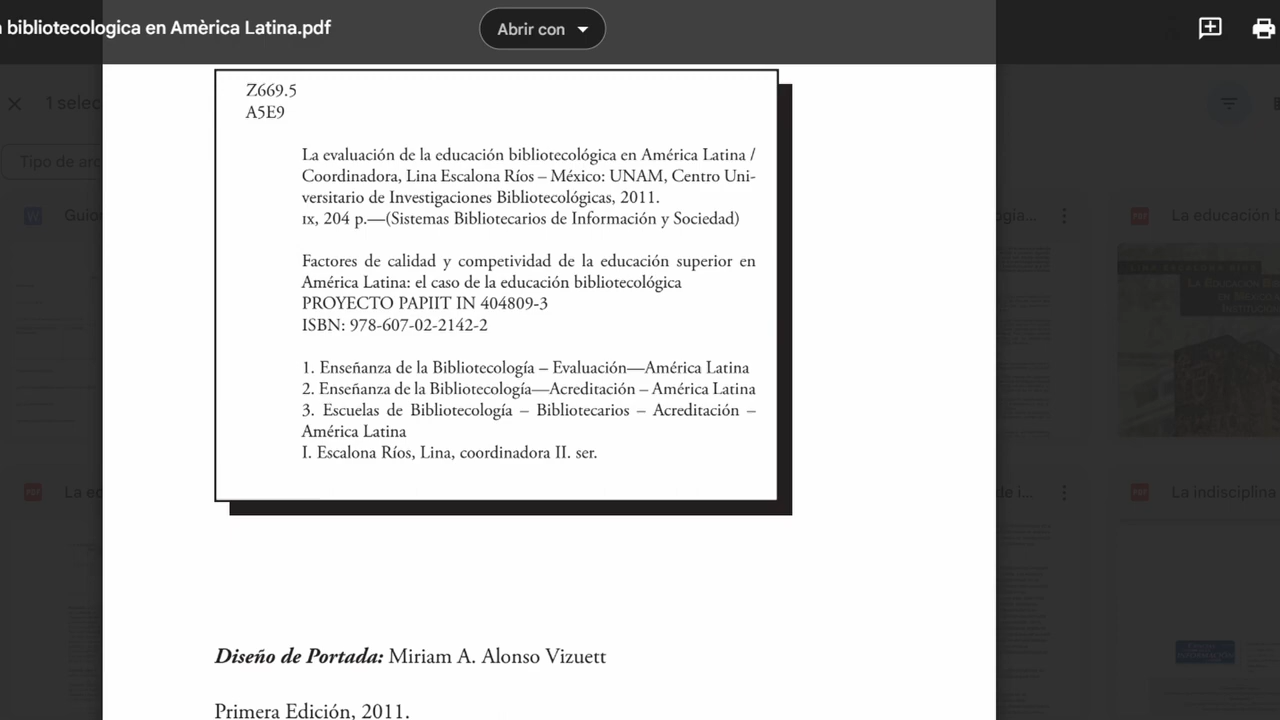 bibliotecologica en Amèrica Latina.pdf
Abrir con
1 selec
Tipo de arc
Guion
La educación b
La ec
de i...
La indisciplina
Z669.5
A5E9
La evaluación de la educación bibliotecológica en América Latina /
Coordinadora, Lina Escalona Ríos – México: UNAM, Centro Uni-
versitario de Investigaciones Bibliotecológicas, 2011.
ıx, 204 p.—(Sistemas Bibliotecarios de Información y Sociedad)
Factores de calidad y competividad de la educación superior en
América Latina: el caso de la educación bibliotecológica
PROYECTO PAPIIT IN 404809-3
ISBN: 978-607-02-2142-2
1. Enseñanza de la Bibliotecología – Evaluación—América Latina
2. Enseñanza de la Bibliotecología—Acreditación – América Latina
3. Escuelas de Bibliotecología – Bibliotecarios – Acreditación –
América Latina
I. Escalona Ríos, Lina, coordinadora II. ser.
Diseño de Portada: Miriam A. Alonso Vizuett
Primera Edición, 2011.